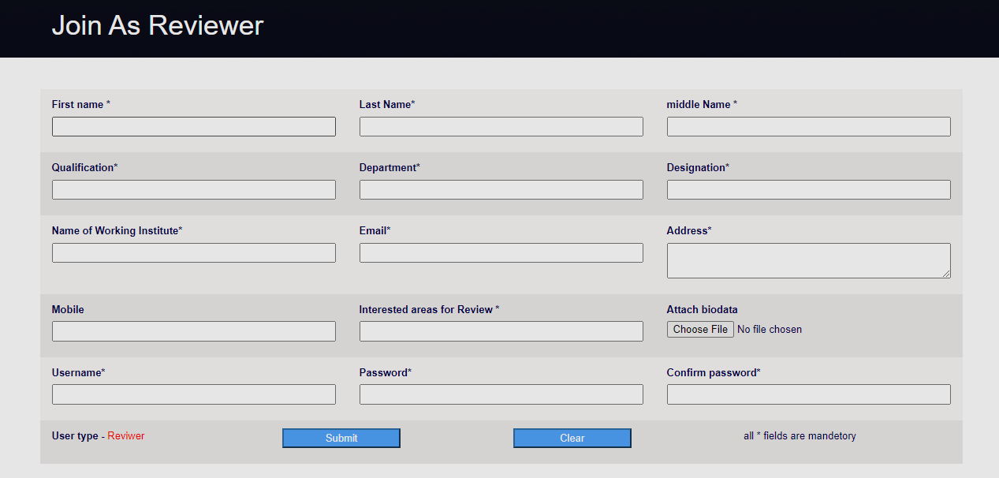 Join As Reviewer
First name * Last Name* middle Name *
Qualification* Department* Designation*
Name of Working Institute* Email* Address*
Mobile Interested areas for Review * Attach biodata
Choose File No file chosen
Username* Password* Confirm password*
User type - Reviwer Submit Clear all * fields are mandetory